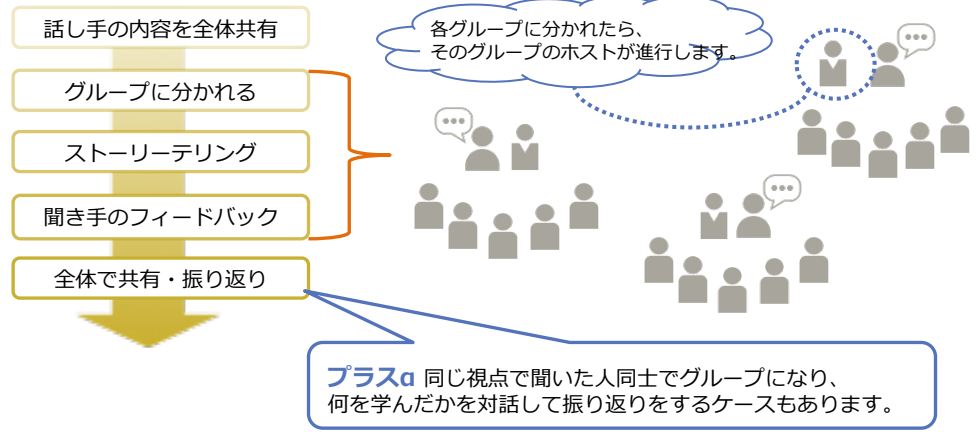 話し手の内容を全体共有
グループに分かれる
ストーリーテリング
聞き手のフィードバック
全体で共有・振り返り
各グループに分かれたら、
そのグループのホストが進行します。
プラスα 同じ視点で聞いた人同士でグループになり、
何を学んだかを対話して振り返りをするケースもあります。